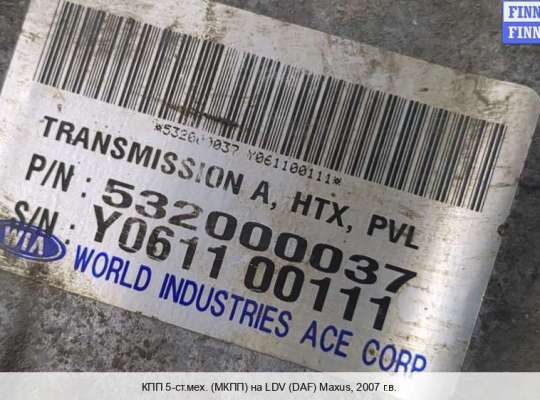 FINN
FINN
*532000037 Y061100111*
TRANSMISSION A, HTX, PVL
P/N : 532000037
S/N : Y0611 00111
WIA WORLD INDUSTRIES ACE CORP
КПП 5-ст.мех. (МКПП) на LDV (DAF) Maxus, 2007 г.в.